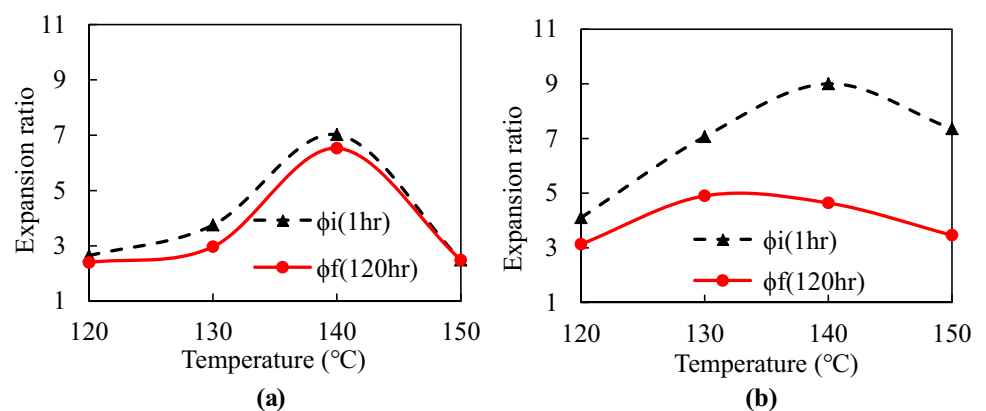 11
9
7
5
3
1
Expansion ratio
ϕi(1hr)
ϕf(120hr)
120 130 140 150
Temperature (℃)
(a)
11
9
7
5
3
1
Expansion ratio
ϕi(1hr)
ϕf(120hr)
120 130 140 150
Temperature (℃)
(b)